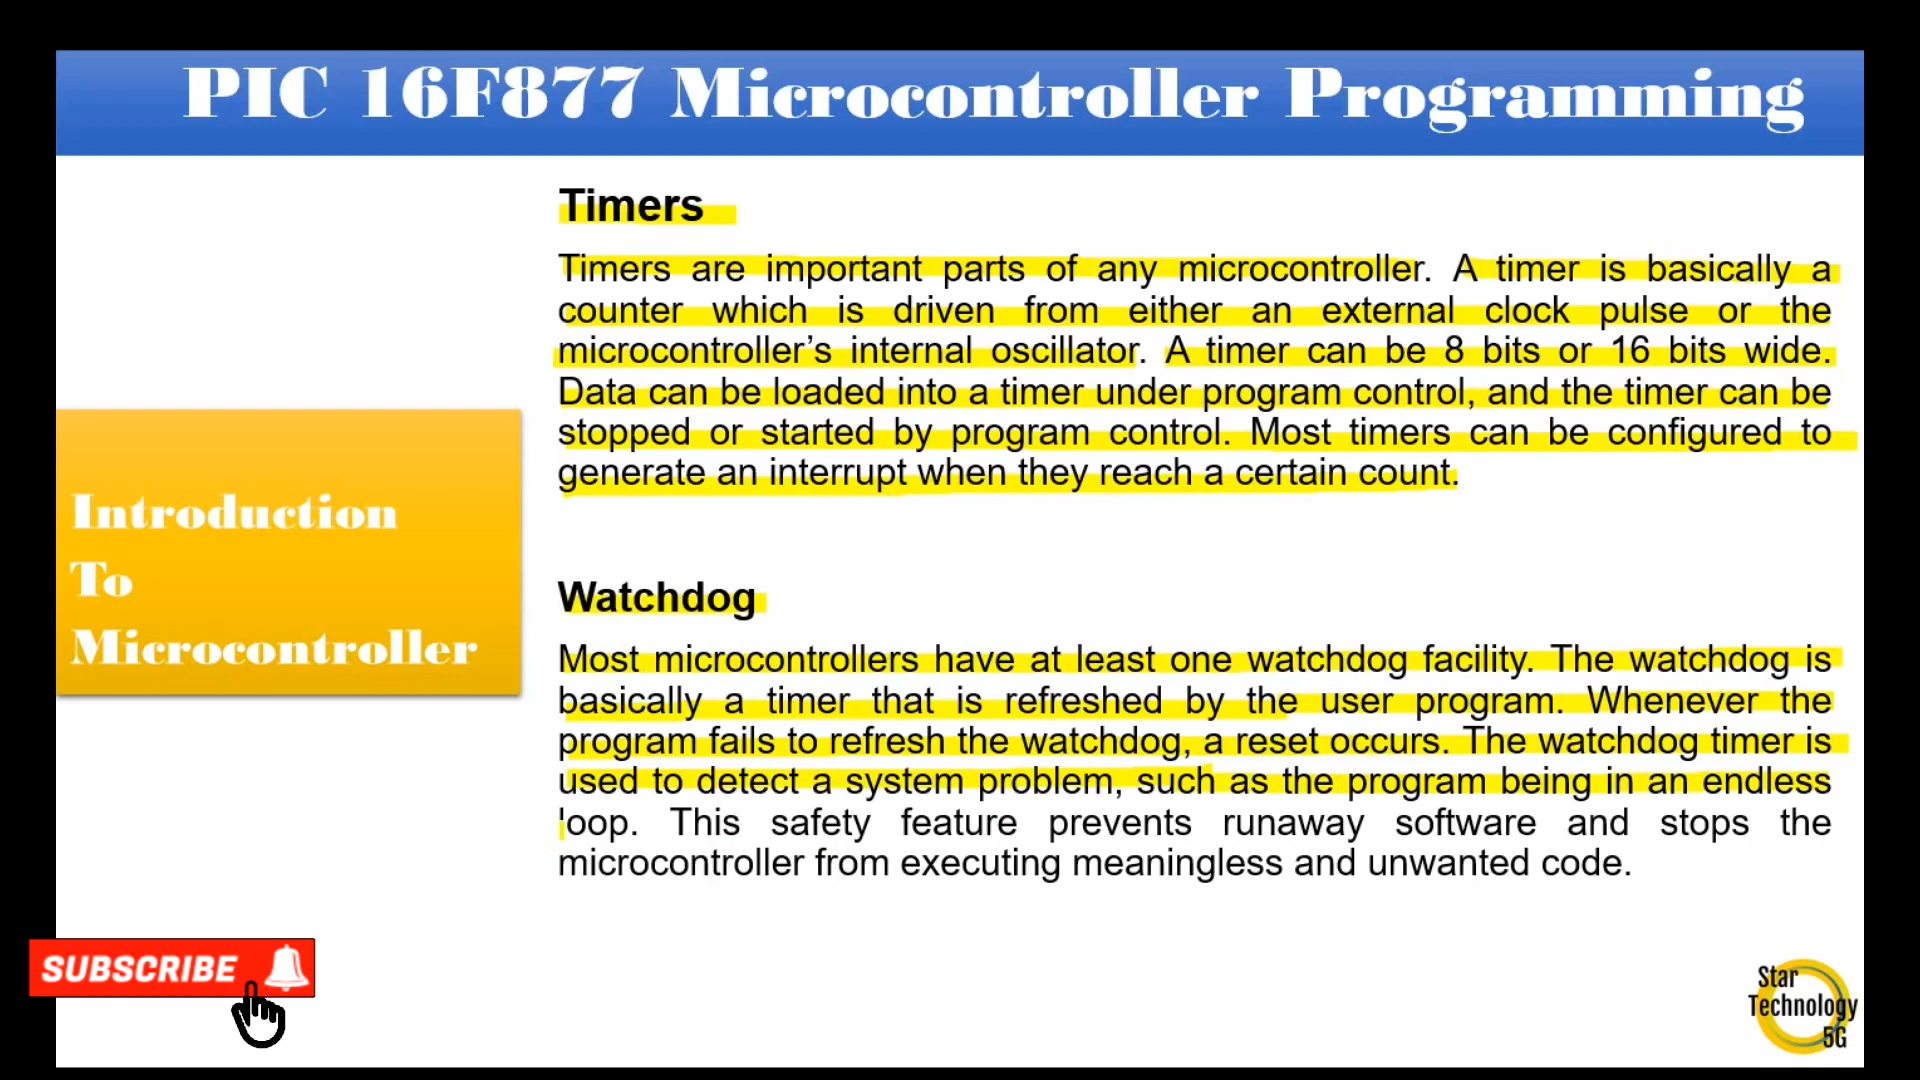 PIC 16F877 Microcontroller Programming
Timers
Timers are important parts of any microcontroller. A timer is basically a
counter which is driven from either an external clock pulse or the
microcontroller’s internal oscillator. A timer can be 8 bits or 16 bits wide.
Data can be loaded into a timer under program control, and the timer can be
stopped or started by program control. Most timers can be configured to
generate an interrupt when they reach a certain count.
Introduction
To
Microcontroller
Watchdog
Most microcontrollers have at least one watchdog facility. The watchdog is
basically a timer that is refreshed by the user program. Whenever the
program fails to refresh the watchdog, a reset occurs. The watchdog timer is
used to detect a system problem, such as the program being in an endless
loop. This safety feature prevents runaway software and stops the
microcontroller from executing meaningless and unwanted code.
SUBSCRIBE
Star
Technology
5G